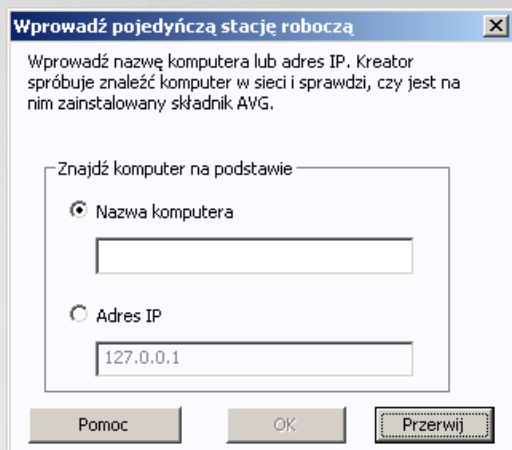 Wprowadź pojedyńczą stację roboczą
Wprowadź nazwę komputera lub adres IP. Kreator
spróbuje znaleźć komputer w sieci i sprawdzi, czy jest na
nim zainstalowany składnik AVG.
Znajdź komputer na podstawie
Nazwa komputera
Adres IP
127.0.0.1
Pomoc OK Przerwij